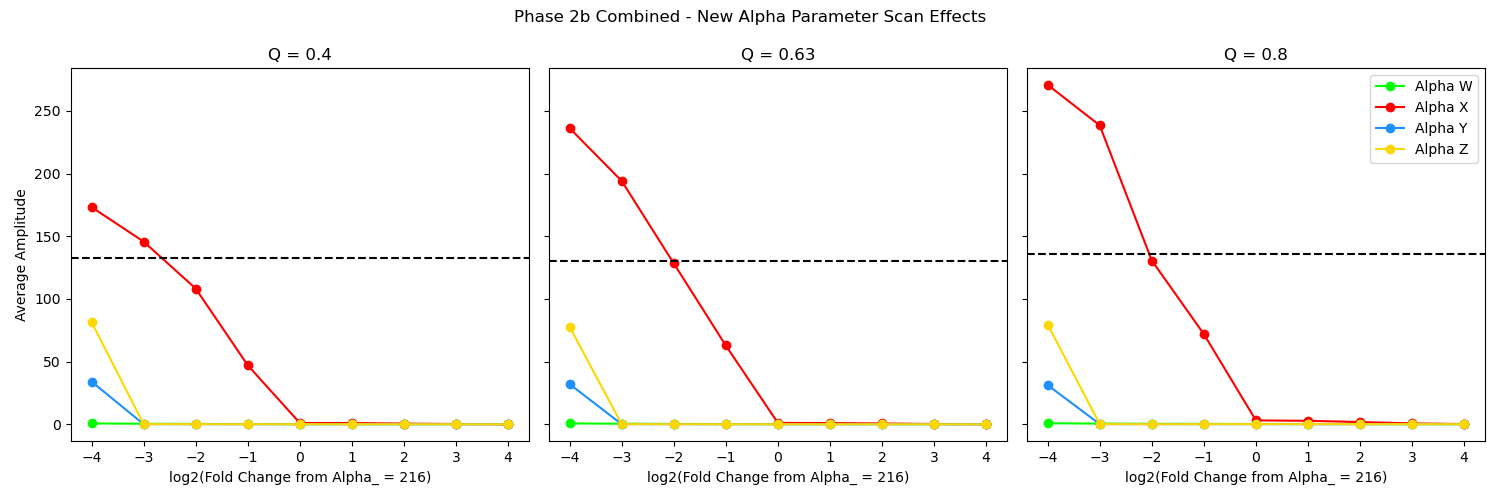 Phase 2b Combined - New Alpha Parameter Scan Effects
Q = 0.4
Q = 0.63
Q = 0.8
Average Amplitude
250
200
150
100
50
0
Alpha W
Alpha X
Alpha Y
Alpha Z
−4 −3 −2 −1 0 1 2 3 4
−4 −3 −2 −1 0 1 2 3 4
−4 −3 −2 −1 0 1 2 3 4
log2(Fold Change from Alpha_ = 216)
log2(Fold Change from Alpha_ = 216)
log2(Fold Change from Alpha_ = 216)